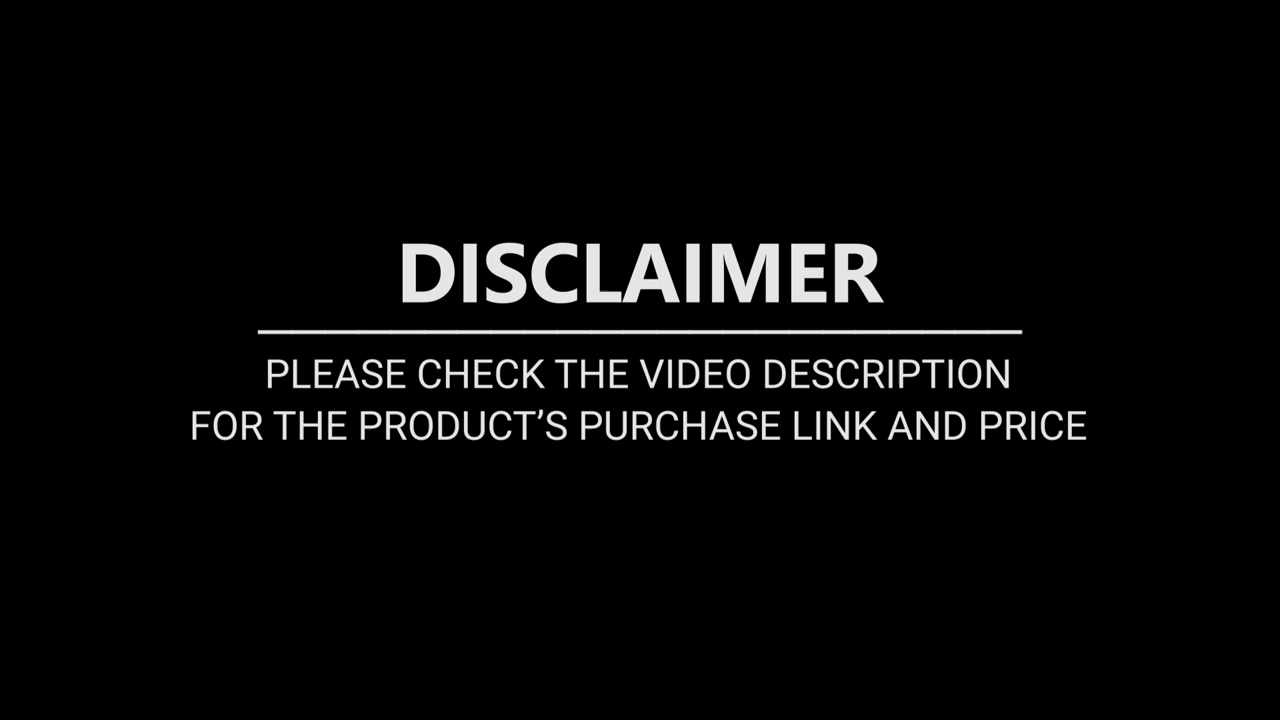 DISCLAIMER
PLEASE CHECK THE VIDEO DESCRIPTION
FOR THE PRODUCT’S PURCHASE LINK AND PRICE